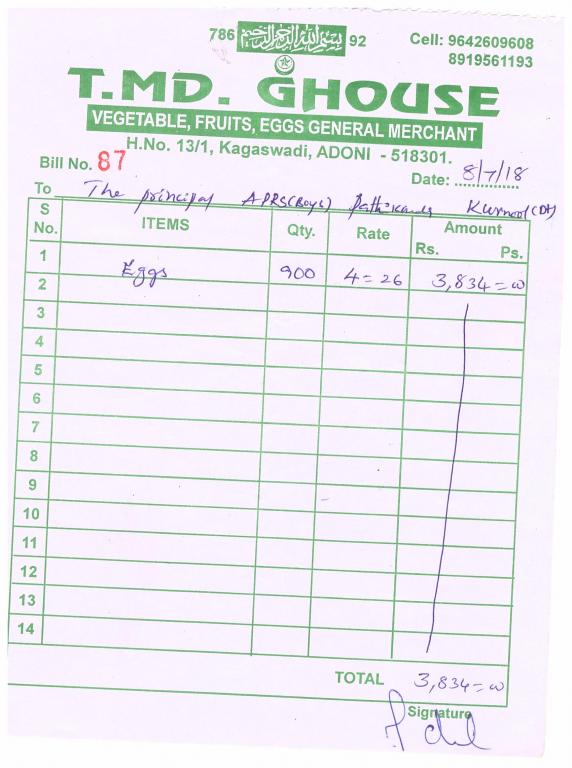 786 بسم الله الرحمن الرحيم 92
Cell: 9642609608
8919561193
T.MD. GHOUSE
VEGETABLE, FRUITS, EGGS GENERAL MERCHANT
H.No. 13/1, Kagaswadi, ADONI - 518301.
Bill No. 87
Date: 8/7/18
To The principal APRS(Boys) Kurnool(Dt)
S No. ITEMS Qty. Rate Amount
Rs. Ps.
1
Eggs 900 4=26 3,834=00
2
3
4
5
6
7
8
9
10
11
12
13
14
TOTAL 3,834=00
Signature